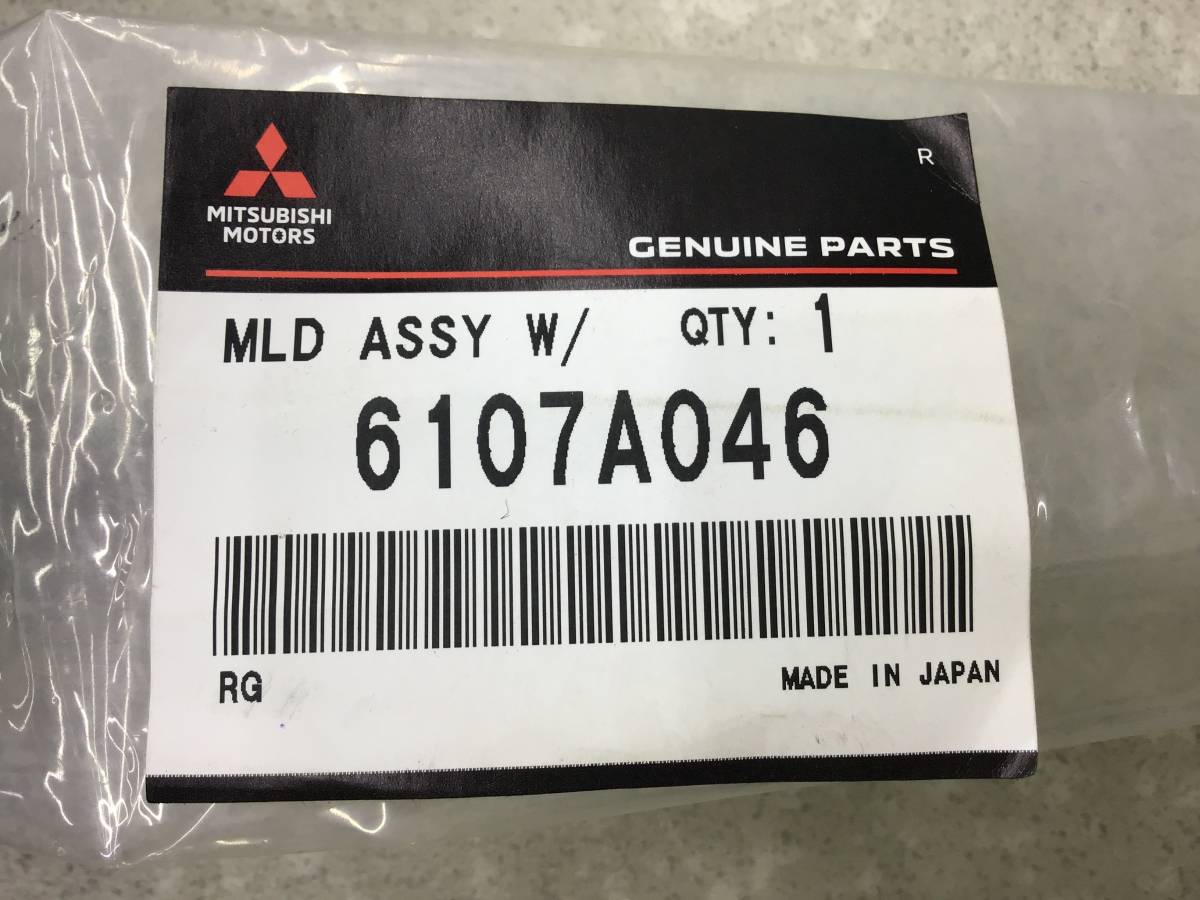 R
MITSUBISHI
MOTORS
GENUINE PARTS
MLD ASSY W/ QTY: 1
6107A046
RG MADE IN JAPAN